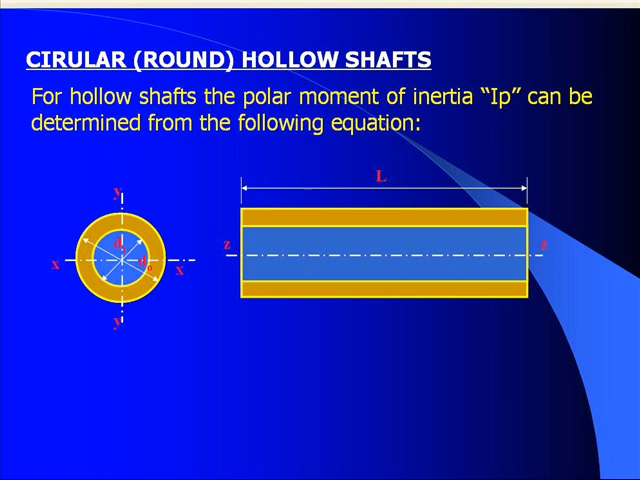 CIRULAR (ROUND) HOLLOW SHAFTS
For hollow shafts the polar moment of inertia “Ip” can be
determined from the following equation:
L
y
d
z
z
x
do
x
y